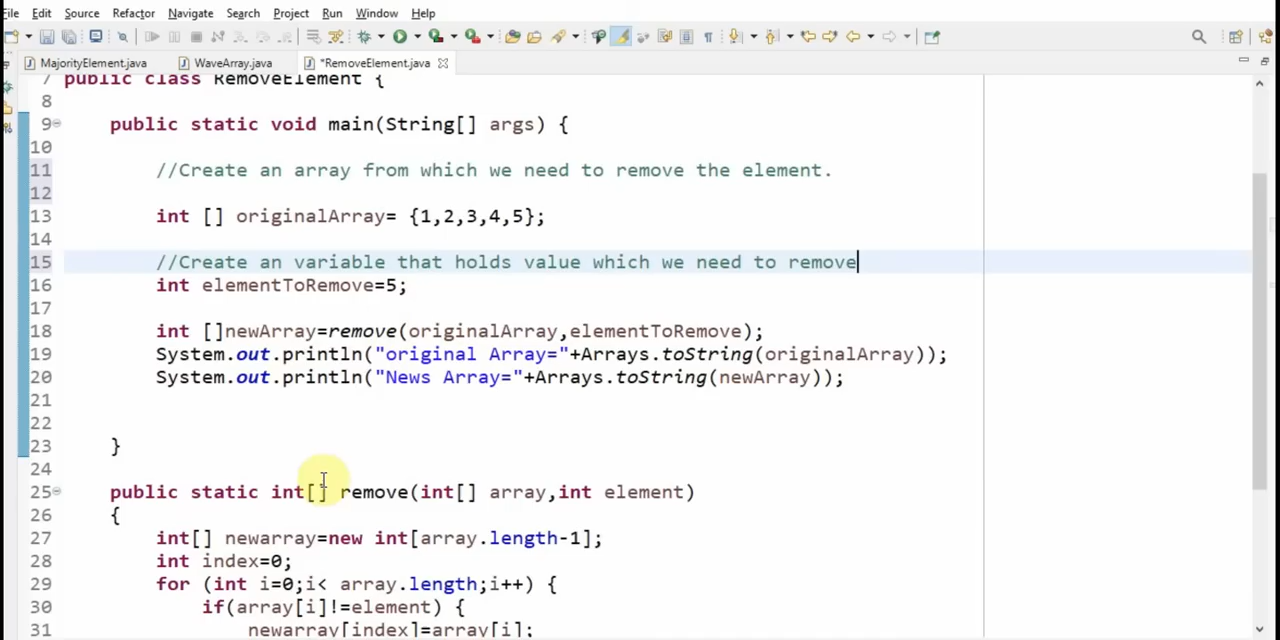 File Edit Source Refactor Navigate Search Project Run Window Help
MajorityElement.java WaveArray.java *RemoveElement.java
7 public class RemoveElement {
8
9 public static void main(String[] args) {
10
11 //Create an array from which we need to remove the element.
12
13 int [] originalArray= {1,2,3,4,5};
14
15 //Create an variable that holds value which we need to remove
16 int elementToRemove=5;
17
18 int []newArray=remove(originalArray,elementToRemove);
19 System.out.println("original Array="+Arrays.toString(originalArray));
20 System.out.println("News Array="+Arrays.toString(newArray));
21
22
23 }
24
25 public static int[] remove(int[] array,int element)
26 {
27 int[] newarray=new int[array.length-1];
28 int index=0;
29 for (int i=0;i< array.length;i++) {
30 if(array[i]!=element) {
31 newarray[index]=array[i];